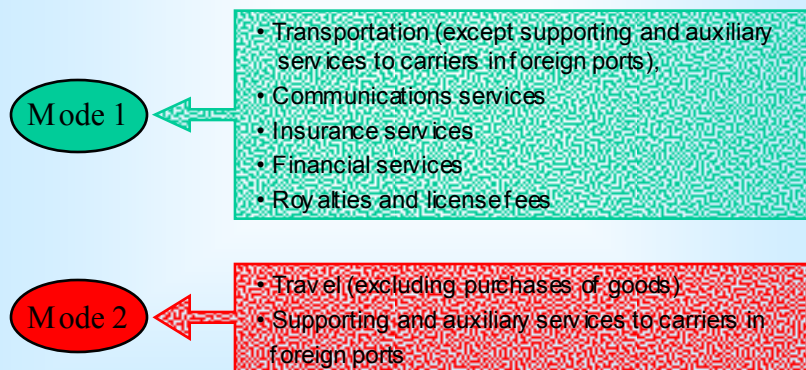 Mode 1
• Transportation (except supporting and auxiliary
services to carriers in foreign ports),
• Communications services
• Insurance services
• Financial services
• Royalties and license fees
Mode 2
• Travel (excluding purchases of goods)
• Supporting and auxiliary services to carriers in
foreign ports